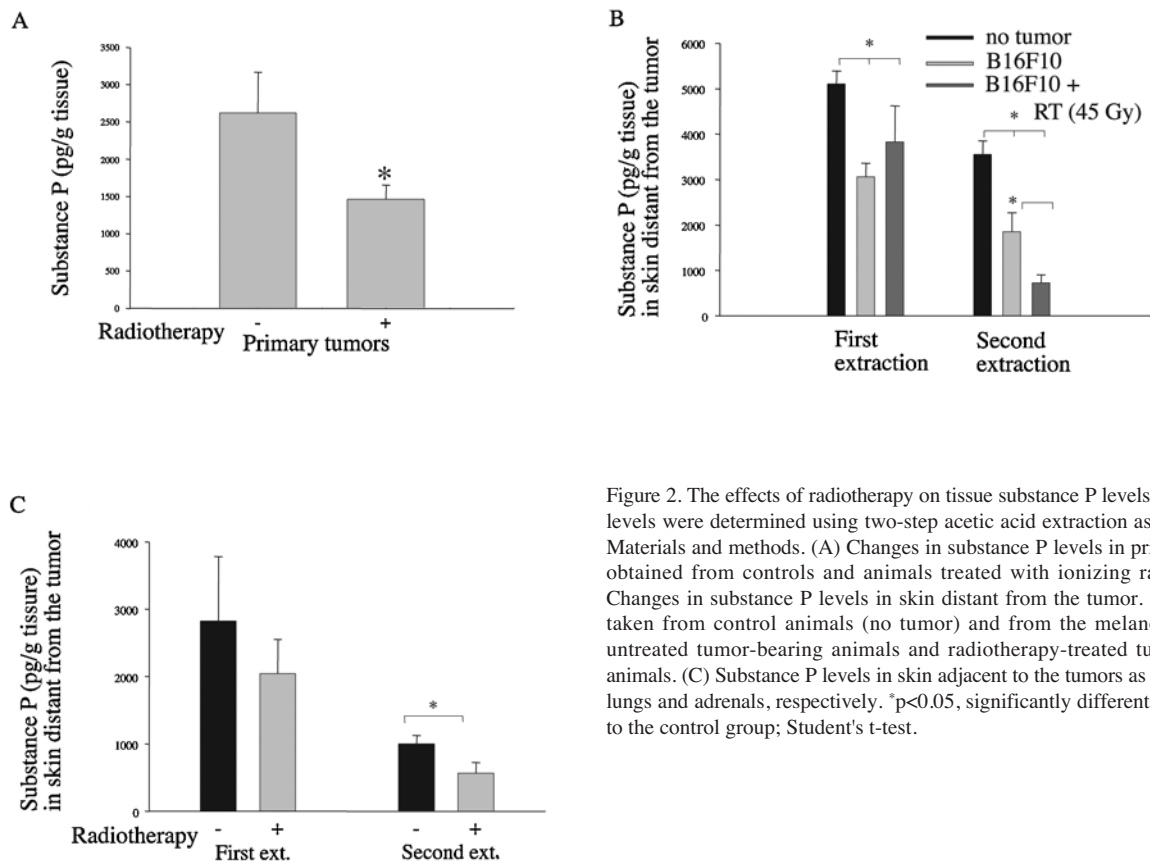 A
Substance P (pg/g tissue)
3500
3000
2500
2000
1500
1000
500
0
*
Radiotherapy - +
Primary tumors
B
Substance P (pg/g tissue)
in skin distant from the tumor
6000
5000
4000
3000
2000
1000
0
no tumor
B16F10
B16F10 +
RT (45 Gy)
*
*
*
First
extraction
Second
extraction
C
Substance P (pg/g tissure)
in skin distant from the tumor
4000
3000
2000
1000
0
*
Radiotherapy - + - +
First ext. Second ext.
Figure 2. The effects of radiotherapy on tissue substance P levels
levels were determined using two-step acetic acid extraction as
Materials and methods. (A) Changes in substance P levels in pri
obtained from controls and animals treated with ionizing ra
Changes in substance P levels in skin distant from the tumor.
taken from control animals (no tumor) and from the melano
untreated tumor-bearing animals and radiotherapy-treated tu
animals. (C) Substance P levels in skin adjacent to the tumors as
lungs and adrenals, respectively. *p<0.05, significantly different
to the control group; Student's t-test.